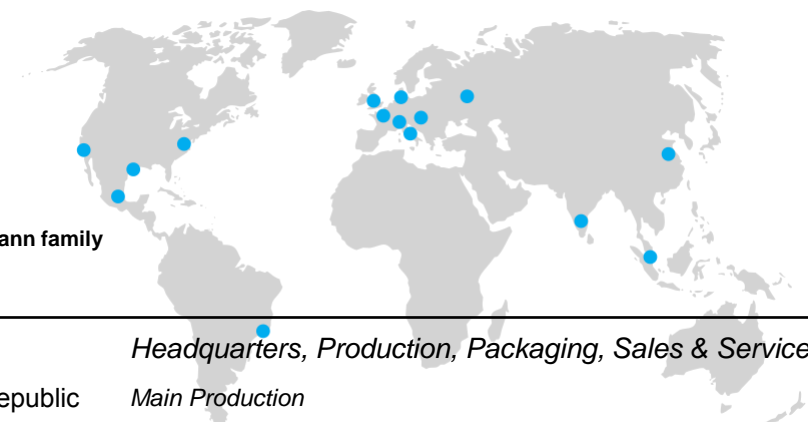 ann family
Headquarters, Production, Packaging, Sales & Service
epublic Main Production